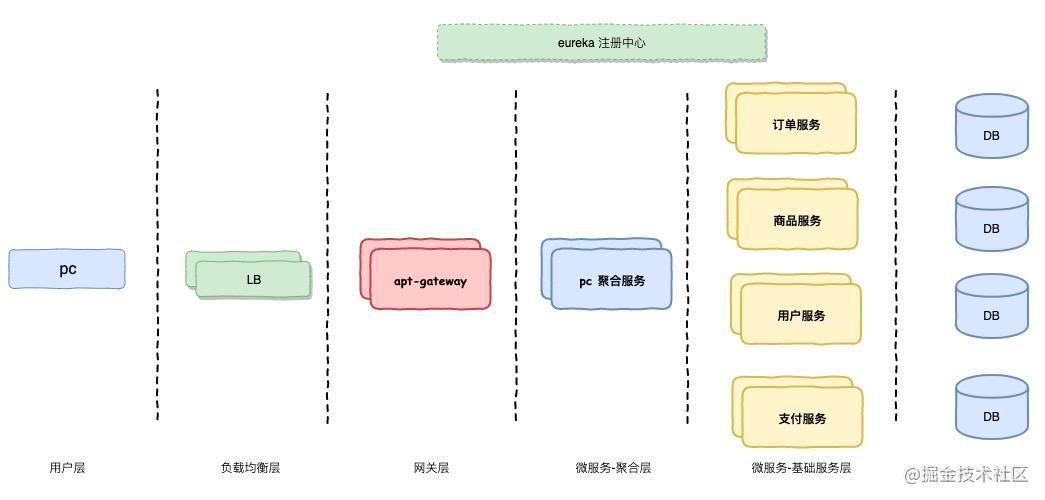 eureka 注册中心
订单服务
DB
商品服务
DB
pc
LB
apt-gateway
pc 聚合服务
用户服务
DB
支付服务
DB
用户层
负载均衡层
网关层
微服务-聚合层
微服务-基础服务层
@掘金技术社区